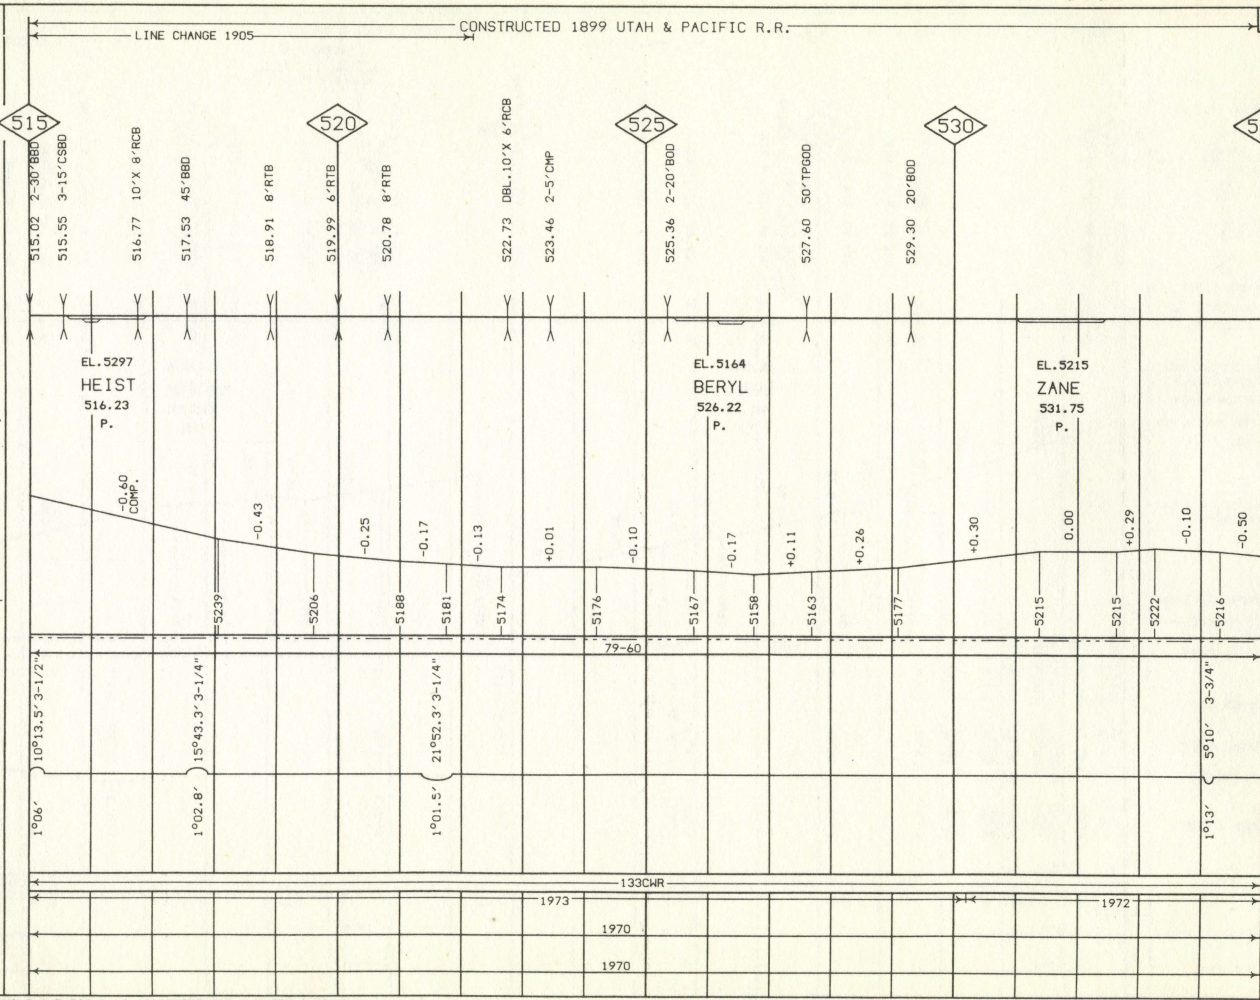 CONSTRUCTED 1899 UTAH & PACIFIC R.R.
LINE CHANGE 1905
515
520
525
530
5
515.02 2-30'BBD
515.55 3-15'CSBD
516.77 10'X 8'RCB
517.53 45'BBD
518.91 8'RTB
519.99 6'RTB
520.78 8'RTB
522.73 DBL.10'X 6'RCB
523.46 2-5'CMP
525.36 2-20'BOD
527.60 50'TPGOD
529.30 20'BOD
EL.5297
HEIST
516.23
P.
EL.5164
BERYL
526.22
P.
EL.5215
ZANE
531.75
P.
-0.60
COMP.
-0.43
-0.25
-0.17
-0.13
+0.01
-0.10
-0.17
+0.11
+0.26
+0.30
0.00
+0.29
-0.10
-0.50
5239
5206
5188
5181
5174
5176
5167
5158
5163
5177
5215
5215
5222
5216
79-60
10°13.5' 3-1/2"
15°43.3' 3-1/4"
21°52.3' 3-1/4"
5°10' 3-3/4"
1°06'
1°02.8'
1°01.5'
1°13'
133CWR
1973
1972
1970
1970